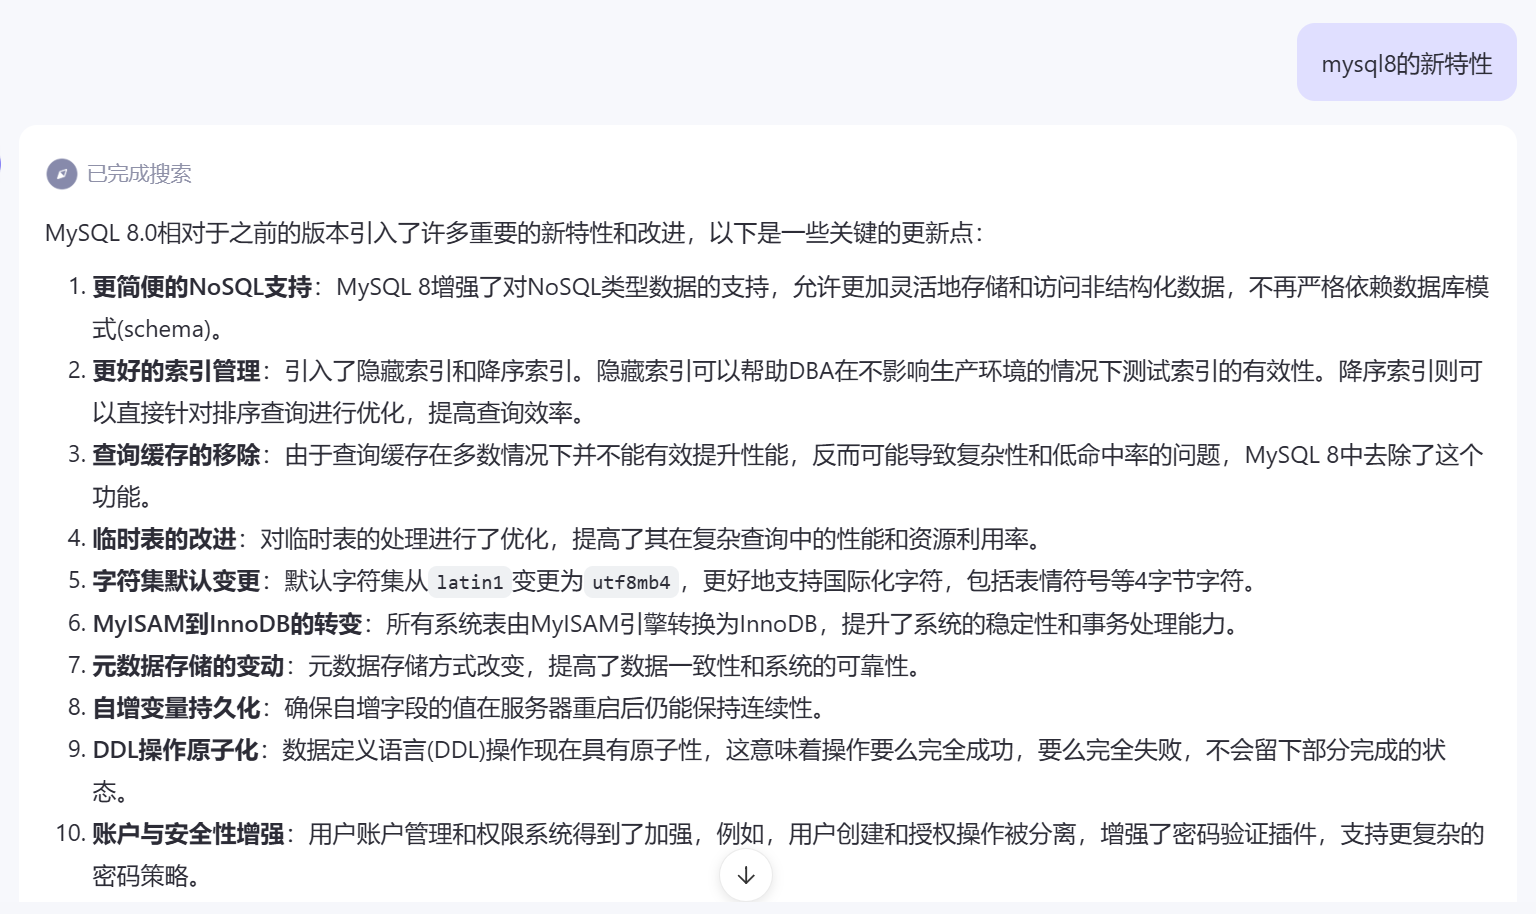 mysql8的新特性
已完成搜索
MySQL 8.0相对于之前的版本引入了许多重要的新特性和改进，以下是一些关键的更新点：
1. 更简便的NoSQL支持：MySQL 8增强了对NoSQL类型数据的支持，允许更加灵活地存储和访问非结构化数据，不再严格依赖数据库模
式(schema)。
2. 更好的索引管理：引入了隐藏索引和降序索引。隐藏索引可以帮助DBA在不影响生产环境的情况下测试索引的有效性。降序索引则可
以直接针对排序查询进行优化，提高查询效率。
3. 查询缓存的移除：由于查询缓存在多数情况下并不能有效提升性能，反而可能导致复杂性和低命中率的问题，MySQL 8中去除了这个
功能。
4. 临时表的改进：对临时表的处理进行了优化，提高了其在复杂查询中的性能和资源利用率。
5. 字符集默认变更：默认字符集从latin1变更为utf8mb4，更好地支持国际化字符，包括表情符号等4字节字符。
6. MyISAM到InnoDB的转变：所有系统表由MyISAM引擎转换为InnoDB，提升了系统的稳定性和事务处理能力。
7. 元数据存储的变动：元数据存储方式改变，提高了数据一致性和系统的可靠性。
8. 自增变量持久化：确保自增字段的值在服务器重启后仍能保持连续性。
9. DDL操作原子化：数据定义语言(DDL)操作现在具有原子性，这意味着操作要么完全成功，要么完全失败，不会留下部分完成的状
态。
10. 账户与安全性增强：用户账户管理和权限系统得到了加强，例如，用户创建和授权操作被分离，增强了密码验证插件，支持更复杂的
密码策略。